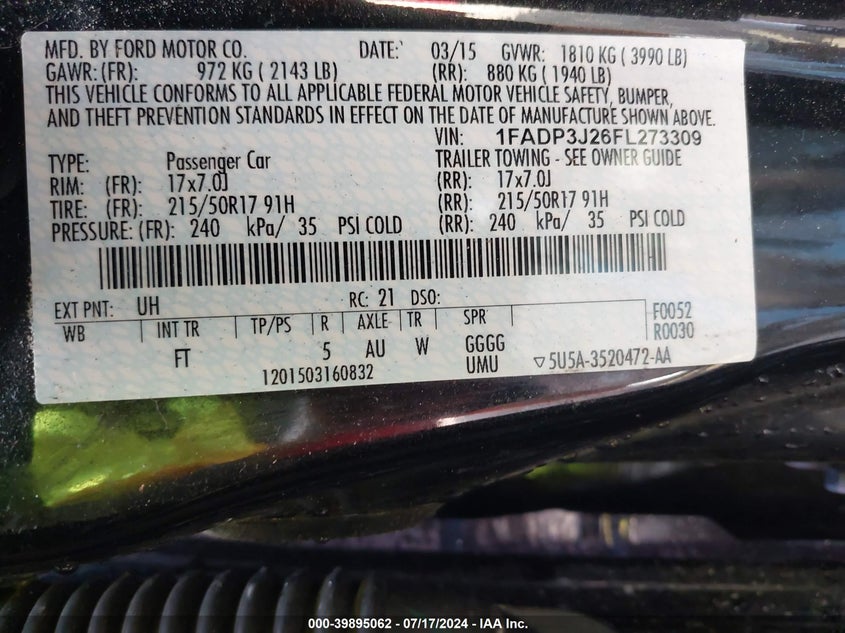 MFD. BY FORD MOTOR CO. DATE: 03/15 GVWR: 1810 KG ( 3990 LB)
GAWR: (FR): 972 KG ( 2143 LB) (RR): 880 KG ( 1940 LB)
THIS VEHICLE CONFORMS TO ALL APPLICABLE FEDERAL MOTOR VEHICLE SAFETY, BUMPER,
AND THEFT PREVENTION STANDARDS IN EFFECT ON THE DATE OF MANUFACTURE SHOWN ABOVE.
VIN: 1FADP3J26FL273309
TYPE: Passenger Car TRAILER TOWING - SEE OWNER GUIDE
RIM: (FR): 17x7.0J (RR): 17x7.0J
TIRE: (FR): 215/50R17 91H (RR): 215/50R17 91H
PRESSURE: (FR): 240 kPa/ 35 PSI COLD (RR): 240 kPa/ 35 PSI COLD
EXT PNT: UH RC: 21 DSO:
WB INT TR TP/PS R AXLE TR SPR F0052
R0030
FT 5 AU W GGGG
UMU
1201503160832 ▽5U5A-3520472-AA
000-39895062 - 07/17/2024 - IAA Inc.